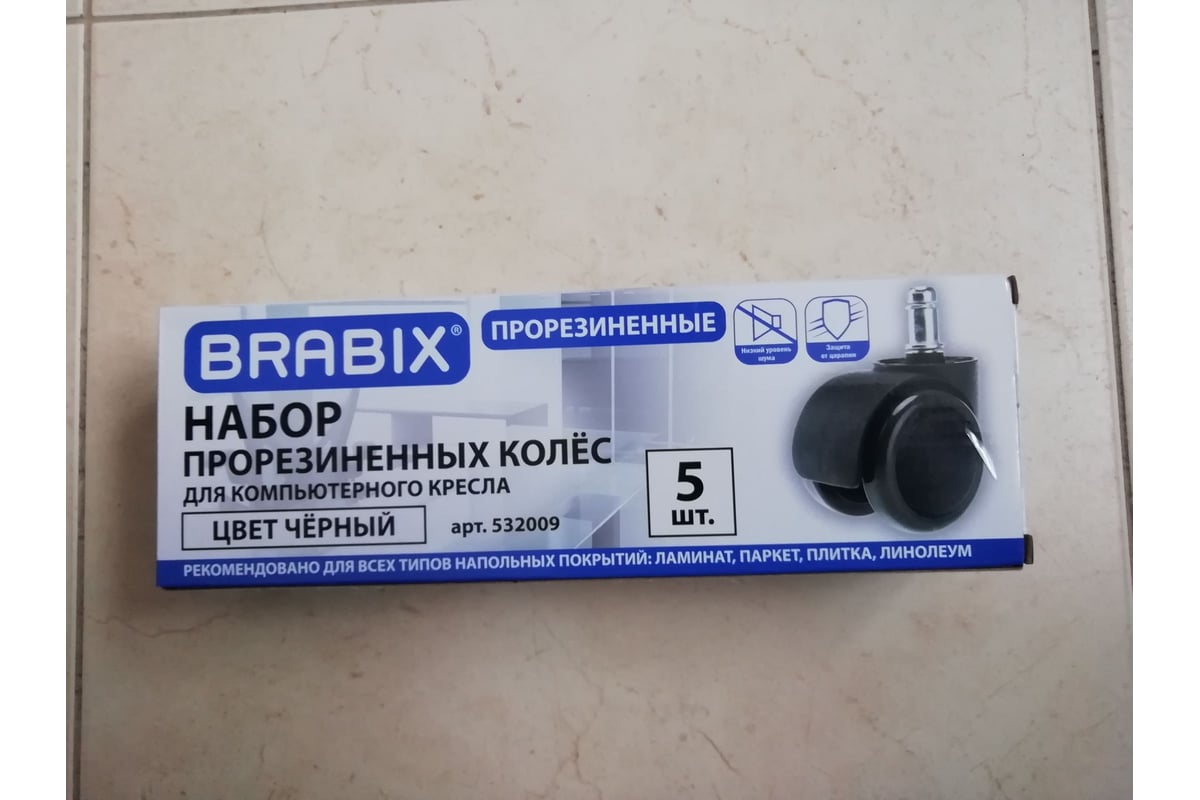 BRABIX®
ПРОРЕЗИНЕННЫЕ
Низкий уровень
шума
Защита
от царапин
НАБОР
ПРОРЕЗИНЕННЫХ КОЛЁС
ДЛЯ КОМПЬЮТЕРНОГО КРЕСЛА
ЦВЕТ ЧЁРНЫЙ
арт. 532009
5
шт.
РЕКОМЕНДОВАНО ДЛЯ ВСЕХ ТИПОВ НАПОЛЬНЫХ ПОКРЫТИЙ: ЛАМИНАТ, ПАРКЕТ, ПЛИТКА, ЛИНОЛЕУМ